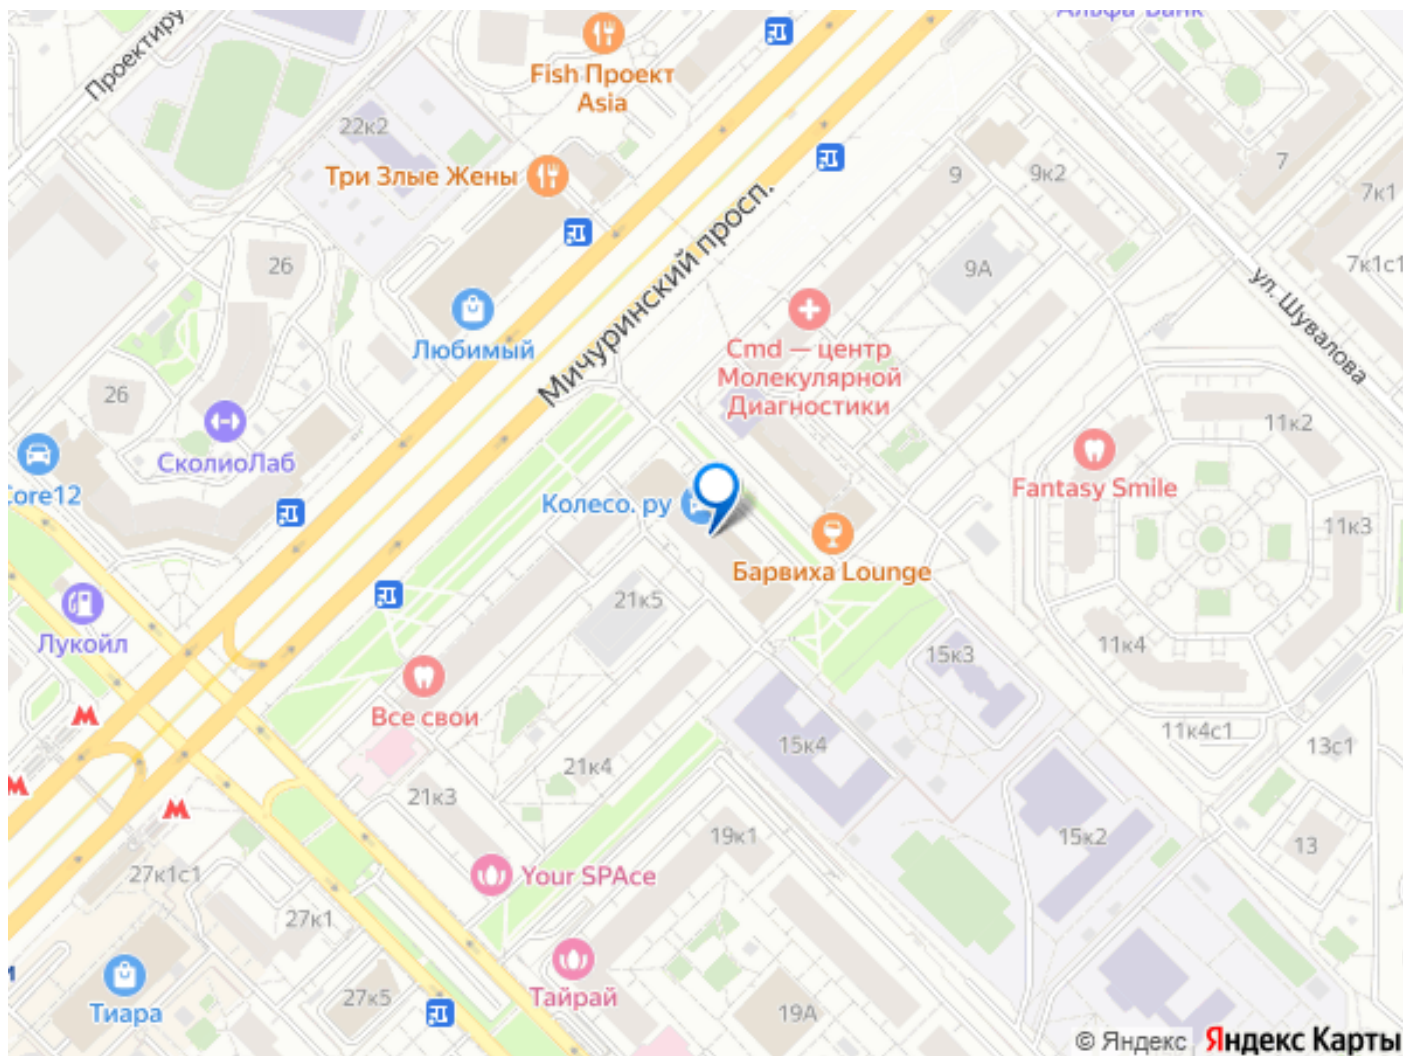 Альфа-Банк
Проектиру
Fish Проект
Asia
22к2
Три Злые Жены
9
9к2
7
7к1
7к1с1
26
9А
Мичуринский просп.
ул. Шувалова
Любимый
Cmd — центр
Молекулярной
Диагностики
26
11к2
СколиоЛаб
Core12
Fantasy Smile
Колесо. ру
11к3
Барвиха Lounge
21к5
Лукойл
11к4
15к3
Все свои
11к4с1
13с1
15к4
21к4
21к3
19к1
15к2
13
27к1с1
Your SPAce
27к1
Тиара
27к5
Тайрай
19А
© Яндекс Яндекс Карты